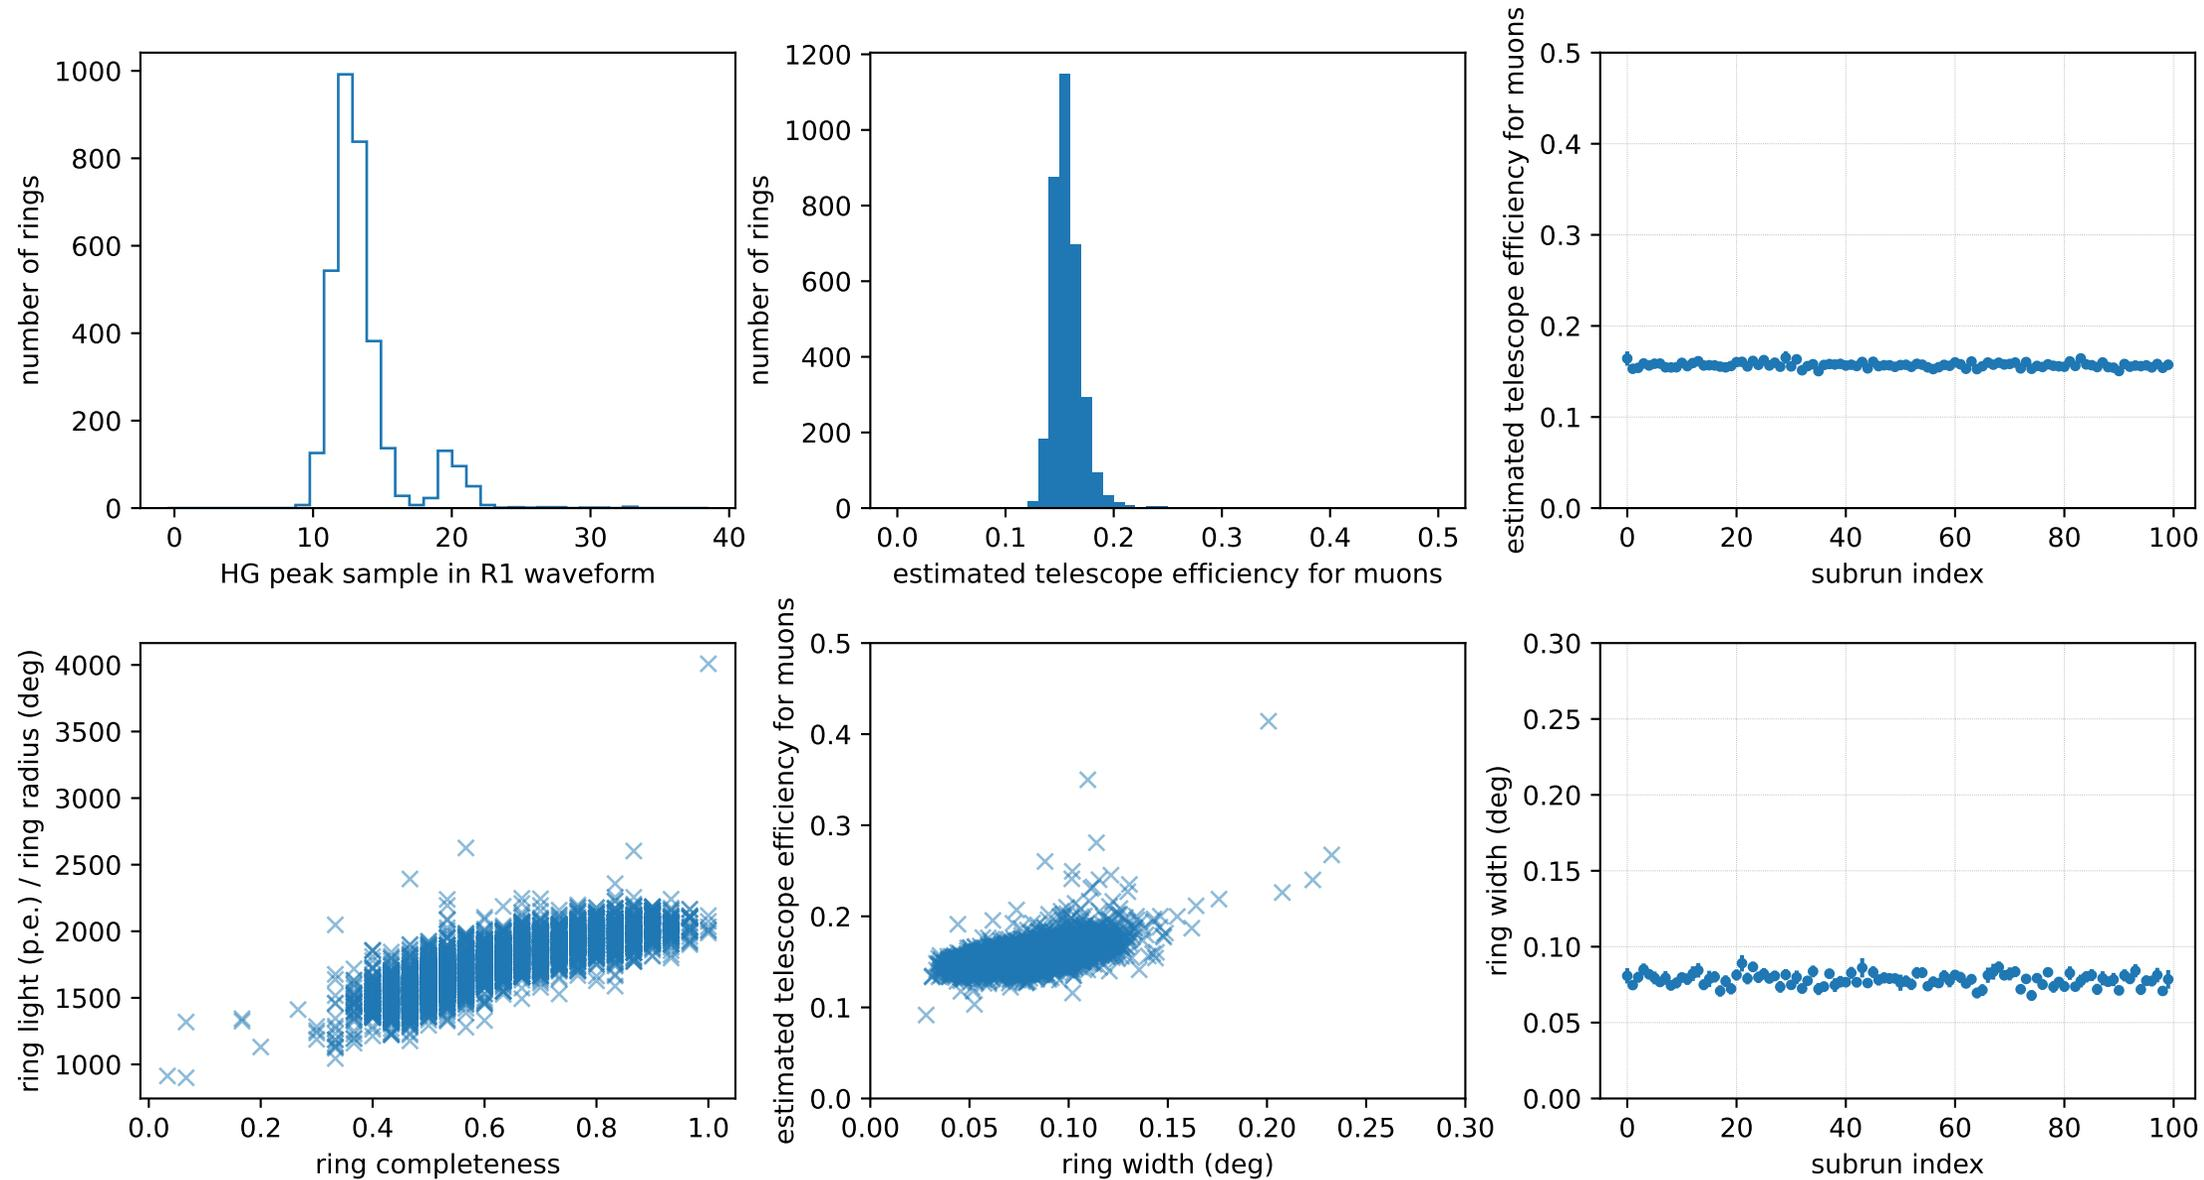 1000
800
600
400
200
0
number of rings
0 10 20 30 40
HG peak sample in R1 waveform
1200
1000
800
600
400
200
0
number of rings
0.0 0.1 0.2 0.3 0.4 0.5
estimated telescope efficiency for muons
0.5
0.4
0.3
0.2
0.1
0.0
estimated telescope efficiency for muons
0 20 40 60 80 100
subrun index
4000
3500
3000
2500
2000
1500
1000
ring light (p.e.) / ring radius (deg)
0.0 0.2 0.4 0.6 0.8 1.0
ring completeness
0.5
0.4
0.3
0.2
0.1
0.0
estimated telescope efficiency for muons
0.00 0.05 0.10 0.15 0.20 0.25 0.30
ring width (deg)
0.30
0.25
0.20
0.15
0.10
0.05
0.00
ring width (deg)
0 20 40 60 80 100
subrun index